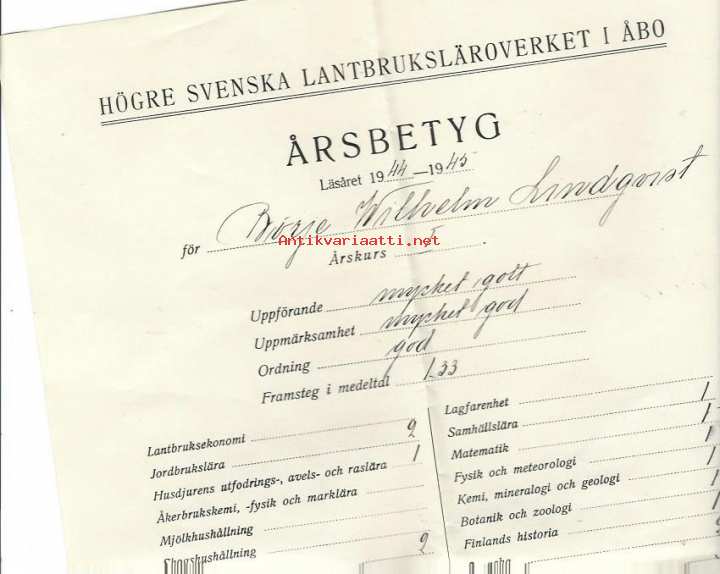 HÖGRE SVENSKA LANTBRUKSLÄROVERKET I ÅBO
ÅRSBETYG
Läsåret 1944—1945
för Börje Wilhelm Lindqvist
Antikvariaatti.net
Årskurs I.
Uppförande mycket gott
Uppmärksamhet mycket god
Ordning god
Framsteg i medeltal 1.33
Lantbruksekonomi 2
Jordbrukslära 1
Husdjurens utfodrings-, avels- och raslära
Åkerbrukskemi, -fysik och marklära
Mjölkhushållning
Skogshushållning 2
Lagfarenhet 1
Samhällslära 1
Matematik 1
Fysik och meteorologi 1
Kemi, mineralogi och geologi 1
Botanik och zoologi 1
Finlands historia